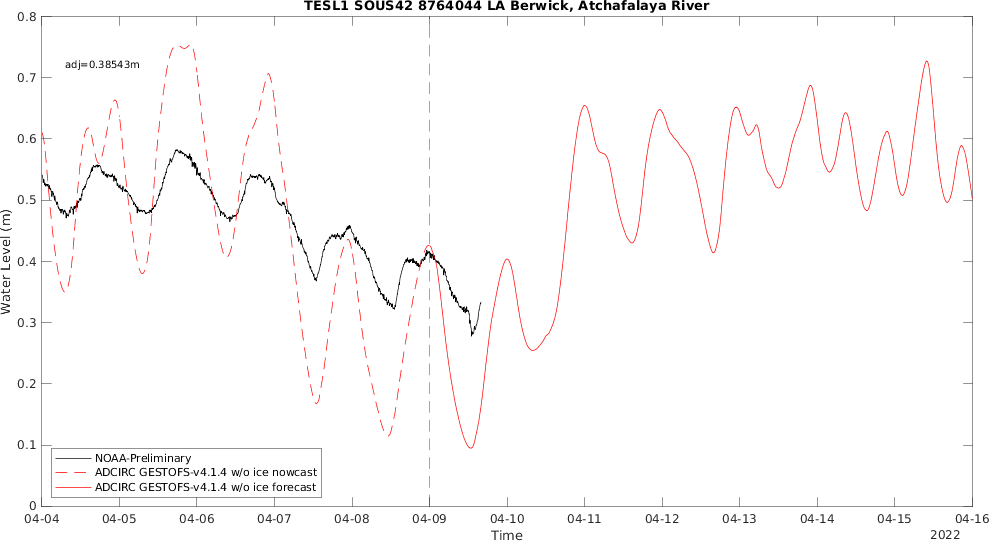 TESL1 SOUS42 8764044 LA Berwick, Atchafalaya River
0.8
0.7
0.6
0.5
0.4
0.3
0.2
0.1
0
Water Level (m)
adj=0.38543m
NOAA-Preliminary
ADCIRC GESTOFS-v4.1.4 w/o ice nowcast
ADCIRC GESTOFS-v4.1.4 w/o ice forecast
04-04 04-05 04-06 04-07 04-08 04-09 04-10 04-11 04-12 04-13 04-14 04-15 04-16
Time
2022